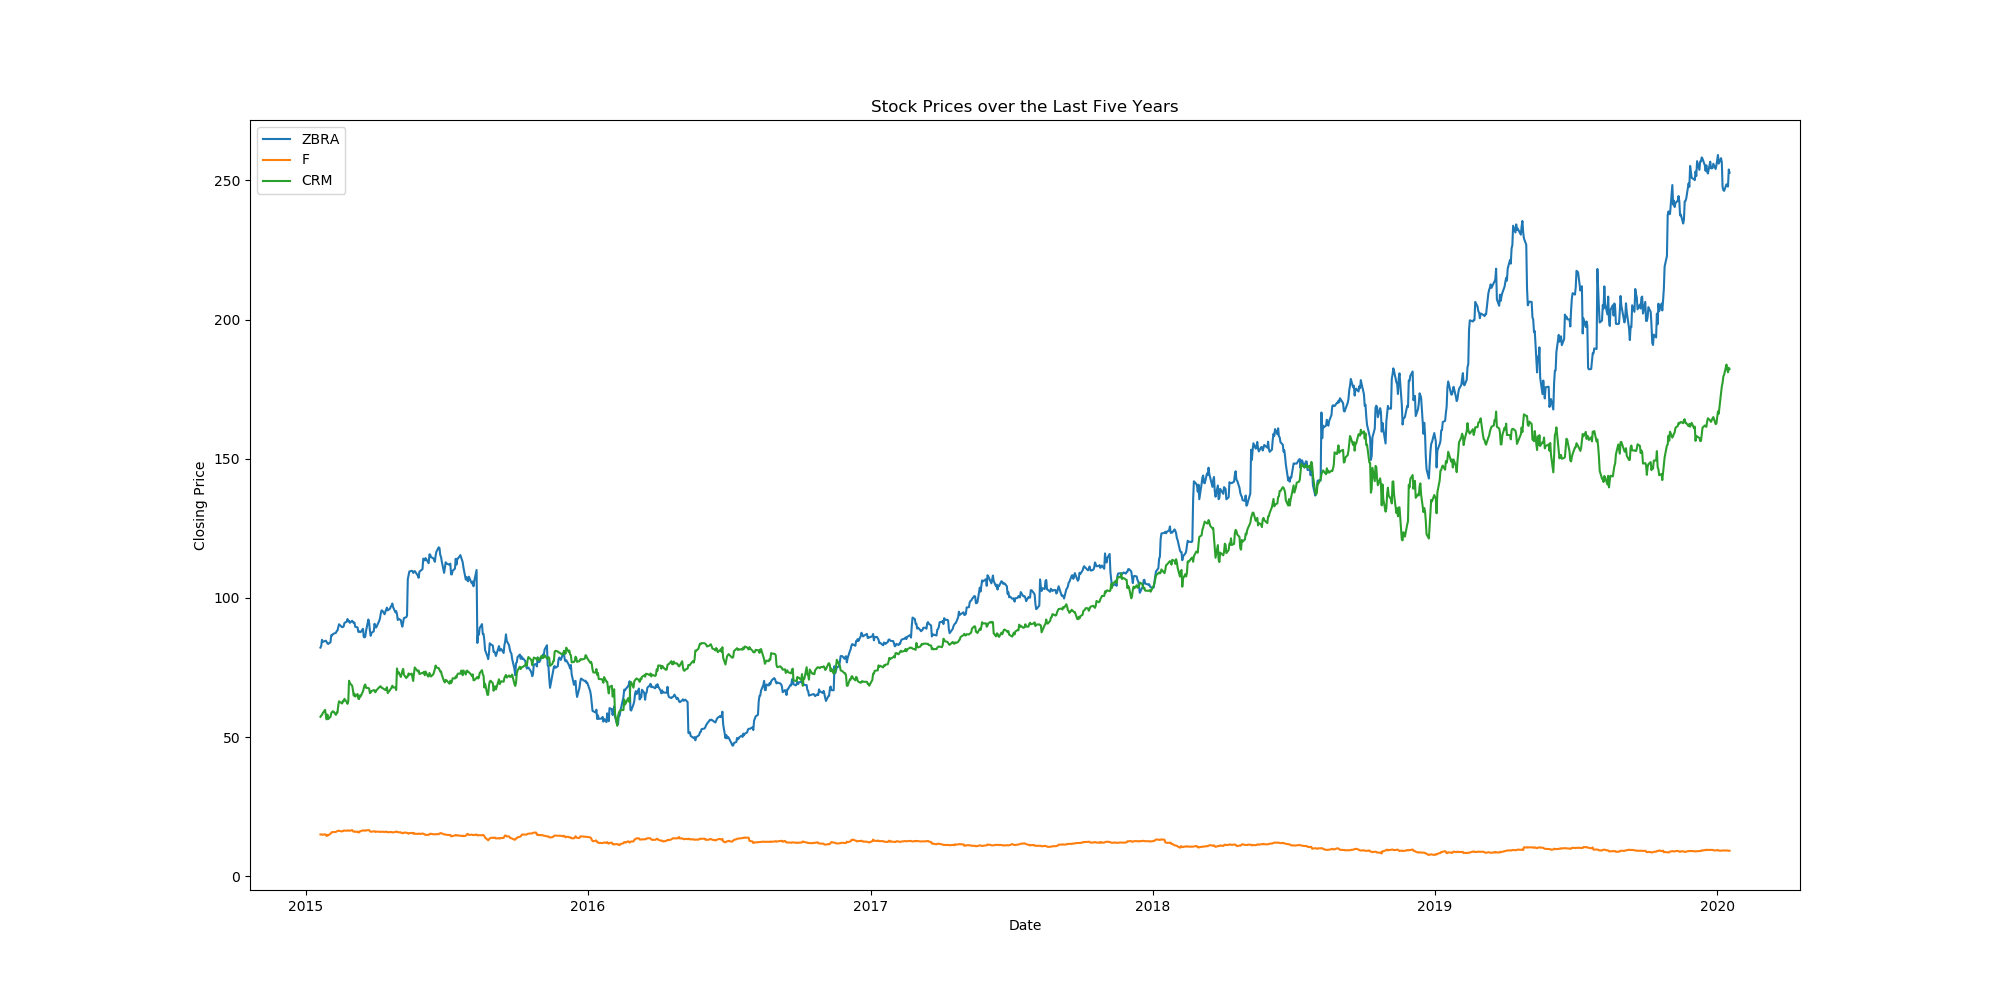 Stock Prices over the Last Five Years
ZBRA
F
CRM
250
200
150
100
50
0
Closing Price
2015 2016 2017 2018 2019 2020
Date